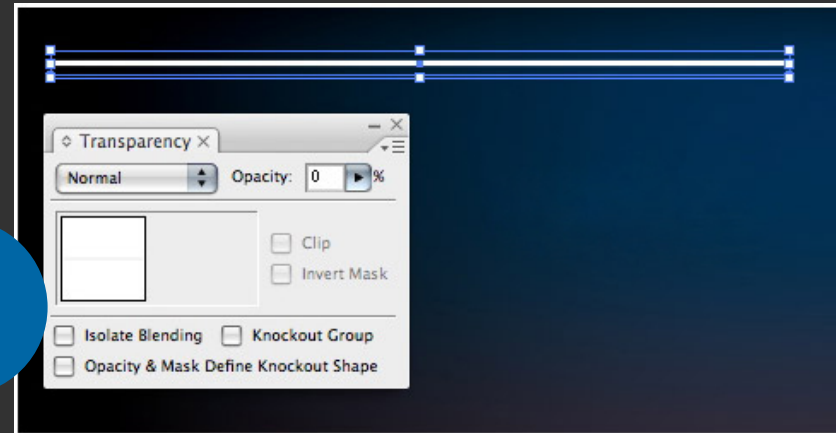 Transparency
Normal Opacity: 0 %
Clip
Invert Mask
Isolate Blending Knockout Group
Opacity & Mask Define Knockout Shape